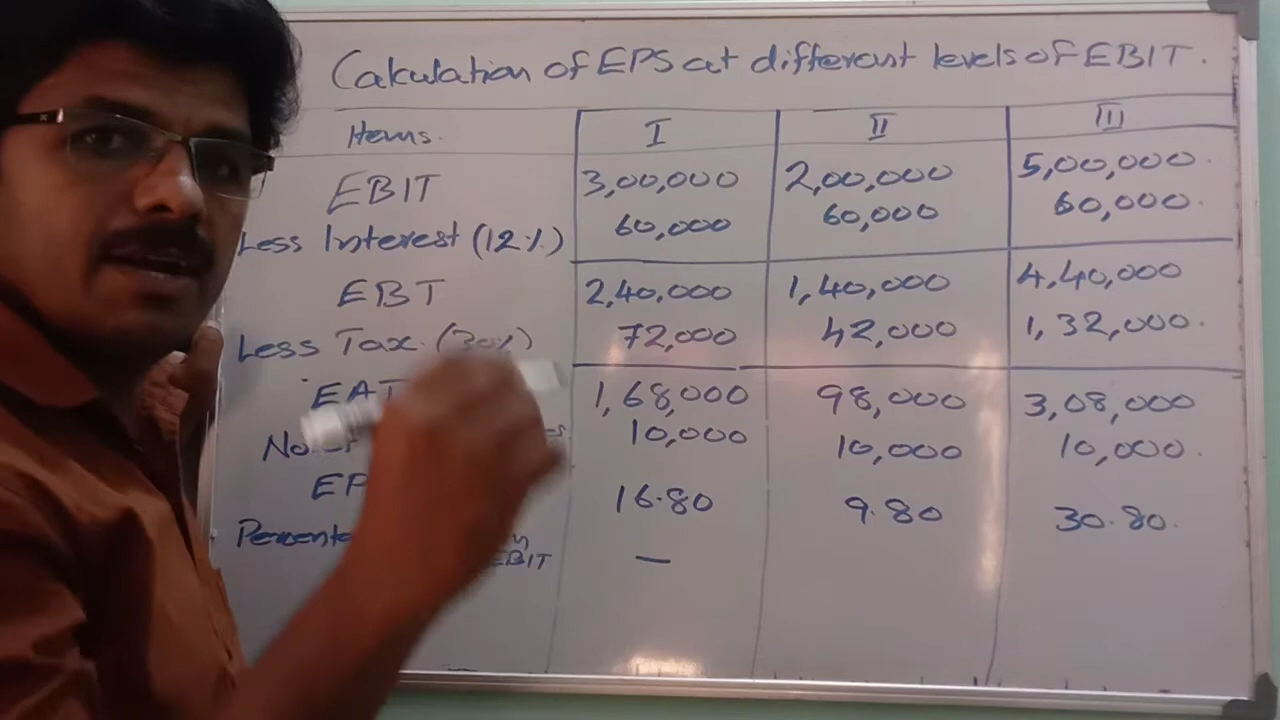 Calculation of EPS at different levels of EBIT.
Items. I II III
EBIT 3,00,000 2,00,000 5,00,000.
Less Interest (12%) 60,000 60,000 60,000.
EBT 2,40,000 1,40,000 4,40,000
Less Tax. (30%) 72,000 42,000 1,32,000.
EAT 1,68,000 98,000 3,08,000
10,000 10,000 10,000.
16.80 9.80 30.80.
EBIT —